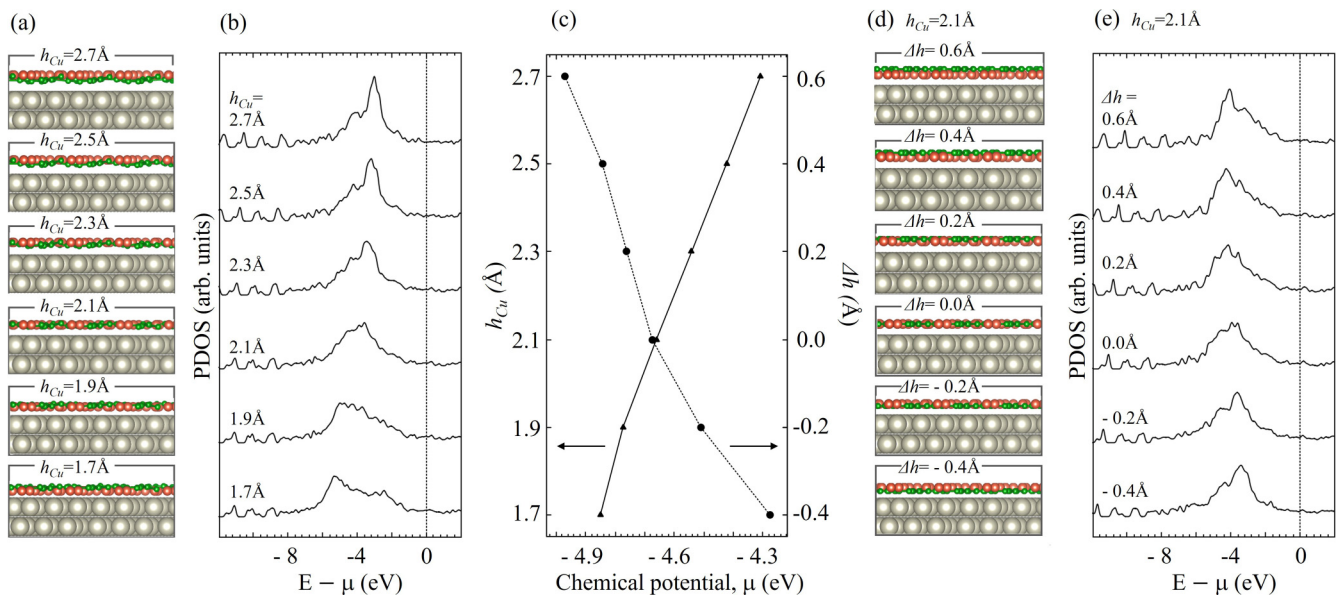 (a)
h_Cu=2.7Å
h_Cu=2.5Å
h_Cu=2.3Å
h_Cu=2.1Å
h_Cu=1.9Å
h_Cu=1.7Å
(b)
h_Cu=
2.7Å
2.5Å
2.3Å
2.1Å
1.9Å
1.7Å
PDOS (arb. units)
- 8
-4
0
E − μ (eV)
(c)
2.7
2.5
2.3
2.1
1.9
1.7
h_Cu (Å)
0.6
0.4
0.2
0.0
-0.2
-0.4
Δh (Å)
- 4.9
- 4.6
- 4.3
Chemical potential, μ (eV)
(d) h_Cu=2.1Å
Δh= 0.6Å
Δh= 0.4Å
Δh= 0.2Å
Δh= 0.0Å
Δh= - 0.2Å
Δh= - 0.4Å
(e) h_Cu=2.1Å
Δh =
0.6Å
0.4Å
0.2Å
0.0Å
- 0.2Å
- 0.4Å
PDOS (arb. units)
- 8
-4
0
E − μ (eV)